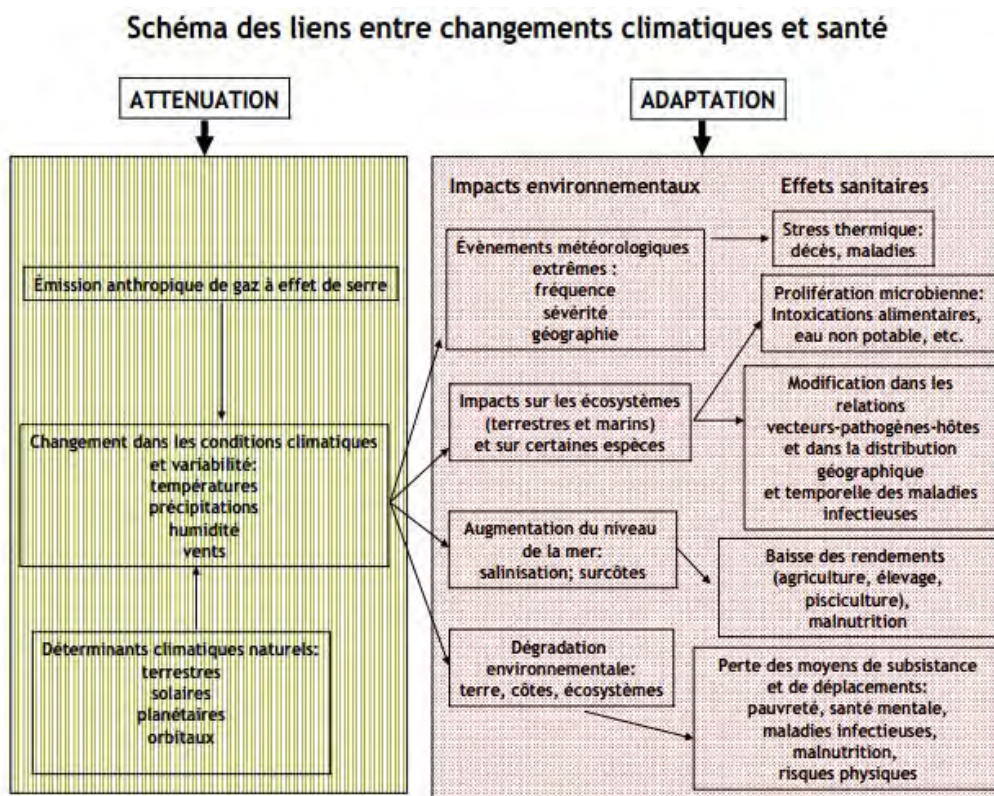 Schéma des liens entre changements climatiques et santé
ATTENUATION
Émission anthropique de gaz à effet de serre
Changement dans les conditions climatiques
et variabilité:
températures
précipitations
humidité
vents
Déterminants climatiques naturels:
terrestres
solaires
planétaires
orbitaux
ADAPTATION
Impacts environnementaux
Évènements météorologiques
extrêmes :
fréquence
sévérité
géographie
Impacts sur les écosystèmes
(terrestres et marins)
et sur certaines espèces
Augmentation du niveau
de la mer:
salinisation; surcôtes
Dégradation
environnementale:
terre, côtes, écosystèmes
Effets sanitaires
Stress thermique:
décès, maladies
Prolifération microbienne:
Intoxications alimentaires,
eau non potable, etc.
Modification dans les
relations
vecteurs-pathogènes-hôtes
et dans la distribution
géographique
et temporelle des maladies
infectieuses
Baisse des rendements
(agriculture, élevage,
pisciculture),
malnutrition
Perte des moyens de subsistance
et de déplacements:
pauvreté, santé mentale,
maladies infectieuses,
malnutrition,
risques physiques